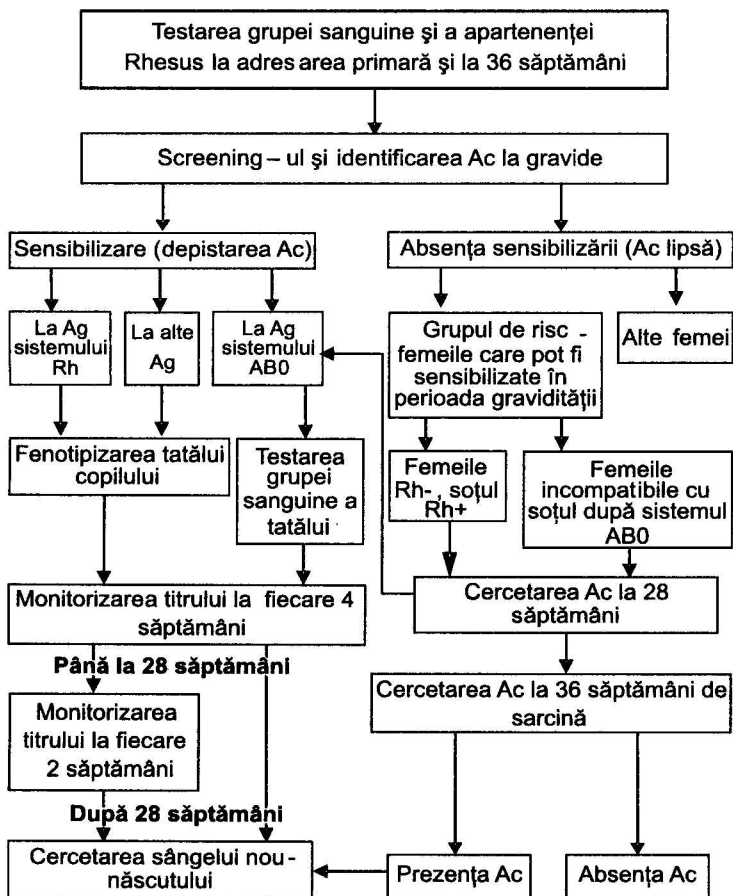 Testarea grupei sanguine şi a apartenenţei
Rhesus la adresarea primară şi la 36 săptămâni
Screening – ul şi identificarea Ac la gravide
Sensibilizare (depistarea Ac)
Absenţa sensibilizării (Ac lipsă)
La Ag
sistemului
Rh
La alte
Ag
La Ag
sistemului
AB0
Grupul de risc -
femeile care pot fi
sensibilizate în
perioada gravidităţii
Alte femei
Fenotipizarea tatălui
copilului
Testarea
grupei
sanguine a
tatălui
Femeile
Rh-, soţul
Rh+
Femeile
incompatibile cu
soţul după sistemul
AB0
Monitorizarea titrului la fiecare 4
săptămâni
Cercetarea Ac la 28
săptămâni
Până la 28 săptămâni
Cercetarea Ac la 36 săptămâni de
sarcină
Monitorizarea
titrului la fiecare
2 săptămâni
După 28 săptămâni
Cercetarea sângelui nou-
născutului
Prezenţa Ac
Absenţa Ac